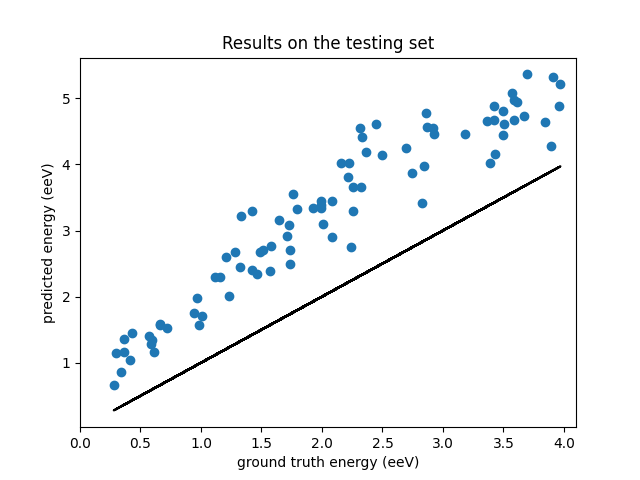 Results on the testing set
predicted energy (eeV)
5
4
3
2
1
0.0 0.5 1.0 1.5 2.0 2.5 3.0 3.5 4.0
ground truth energy (eeV)